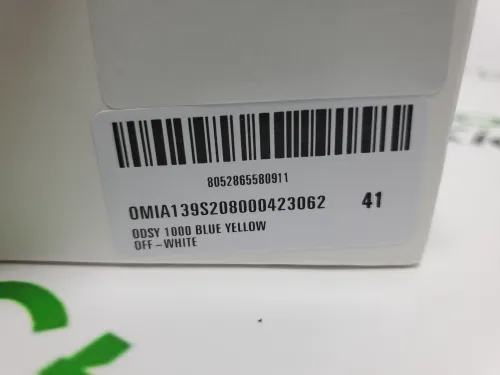 8052865580911
OMIA139S208000423062 41
ODSY 1000 BLUE YELLOW
OFF-WHITE